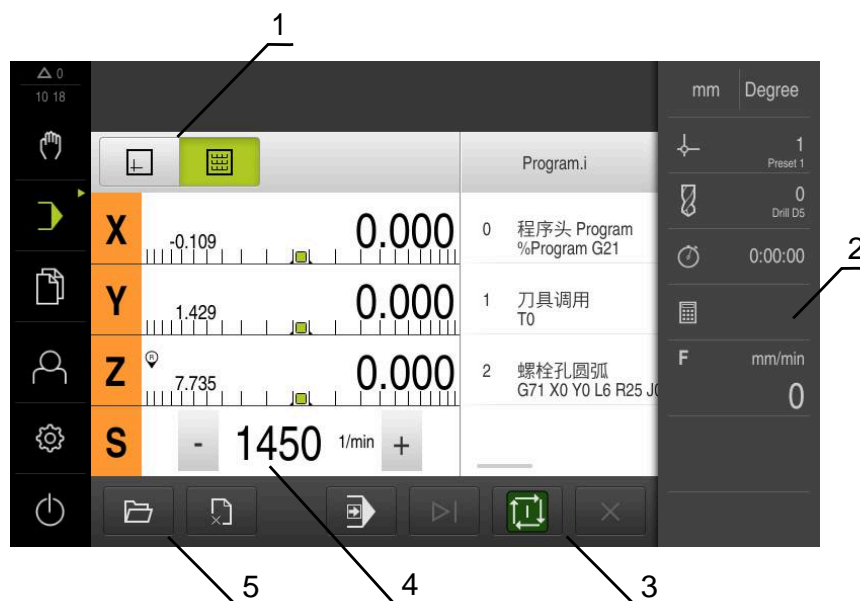 1
0
10 18
mm Degree
Program.i
1
Preset 1
X -0.109 0.000
0 程序头 Program
%Program G21
0
Drill D5
0:00:00
2
Y 1.429 0.000
1 刀具调用
T0
Z R 7.735 0.000
2 螺栓孔圆弧
G71 X0 Y0 L6 R25 J0
F mm/min
0
S - 1450 1/min +
5 4 3